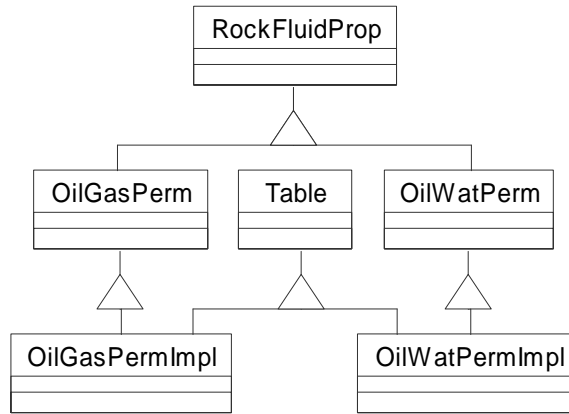 RockFluidProp
OilGasPerm
Table
OilWatPerm
OilGasPermImpl
OilWatPermImpl